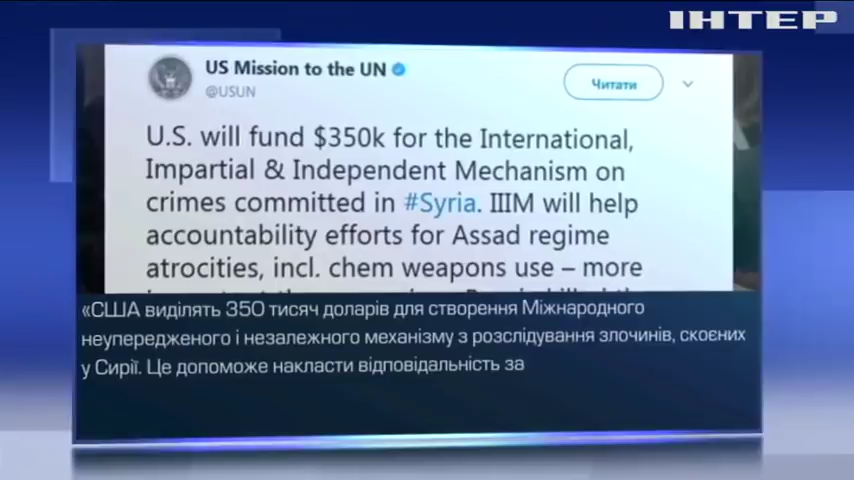 ІНТЕР
US Mission to the UN
@USUN
Читати
U.S. will fund $350k for the International,
Impartial & Independent Mechanism on
crimes committed in #Syria. IIIM will help
accountability efforts for Assad regime
atrocities, incl. chem weapons use – more
«США виділять 350 тисяч доларів для створення Міжнародного
неупередженого і незалежного механізму з розслідування злочинів, скоєних
у Сирії. Це допоможе накласти відповідальність за